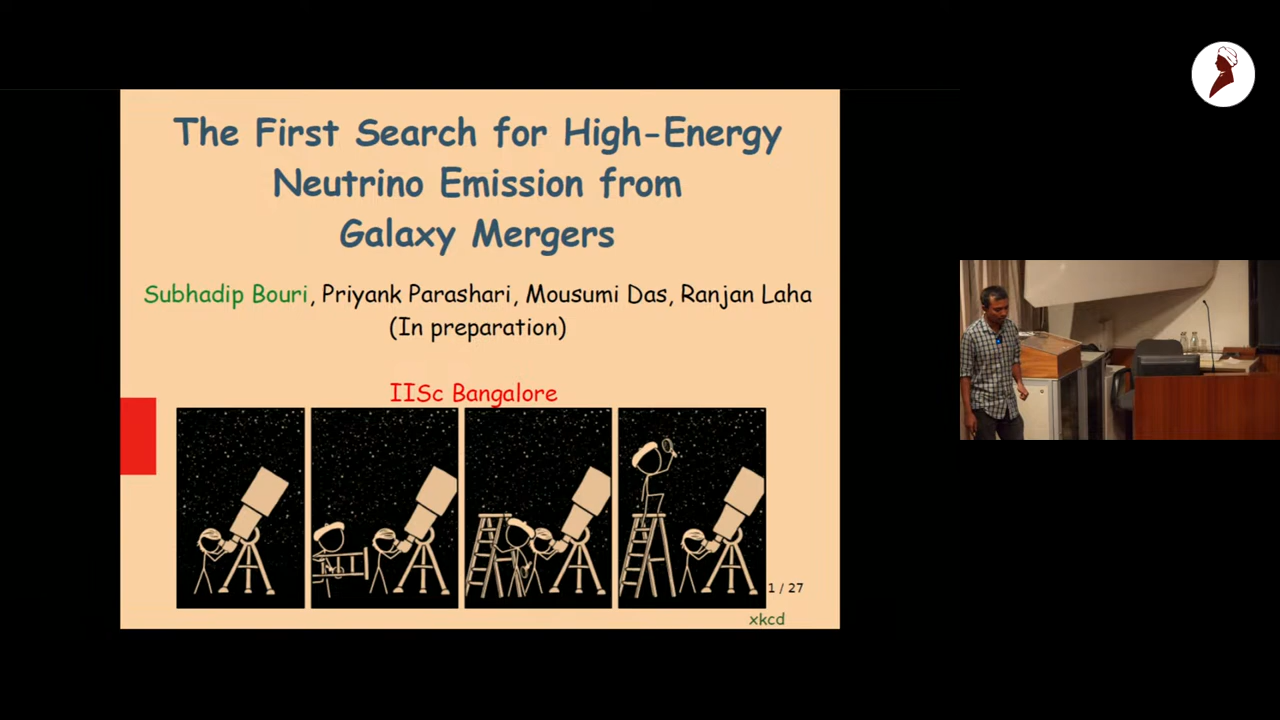 The First Search for High-Energy
Neutrino Emission from
Galaxy Mergers
Subhadip Bouri, Priyank Parashari, Mousumi Das, Ranjan Laha
(In preparation)
IISc Bangalore
1 / 27
xkcd